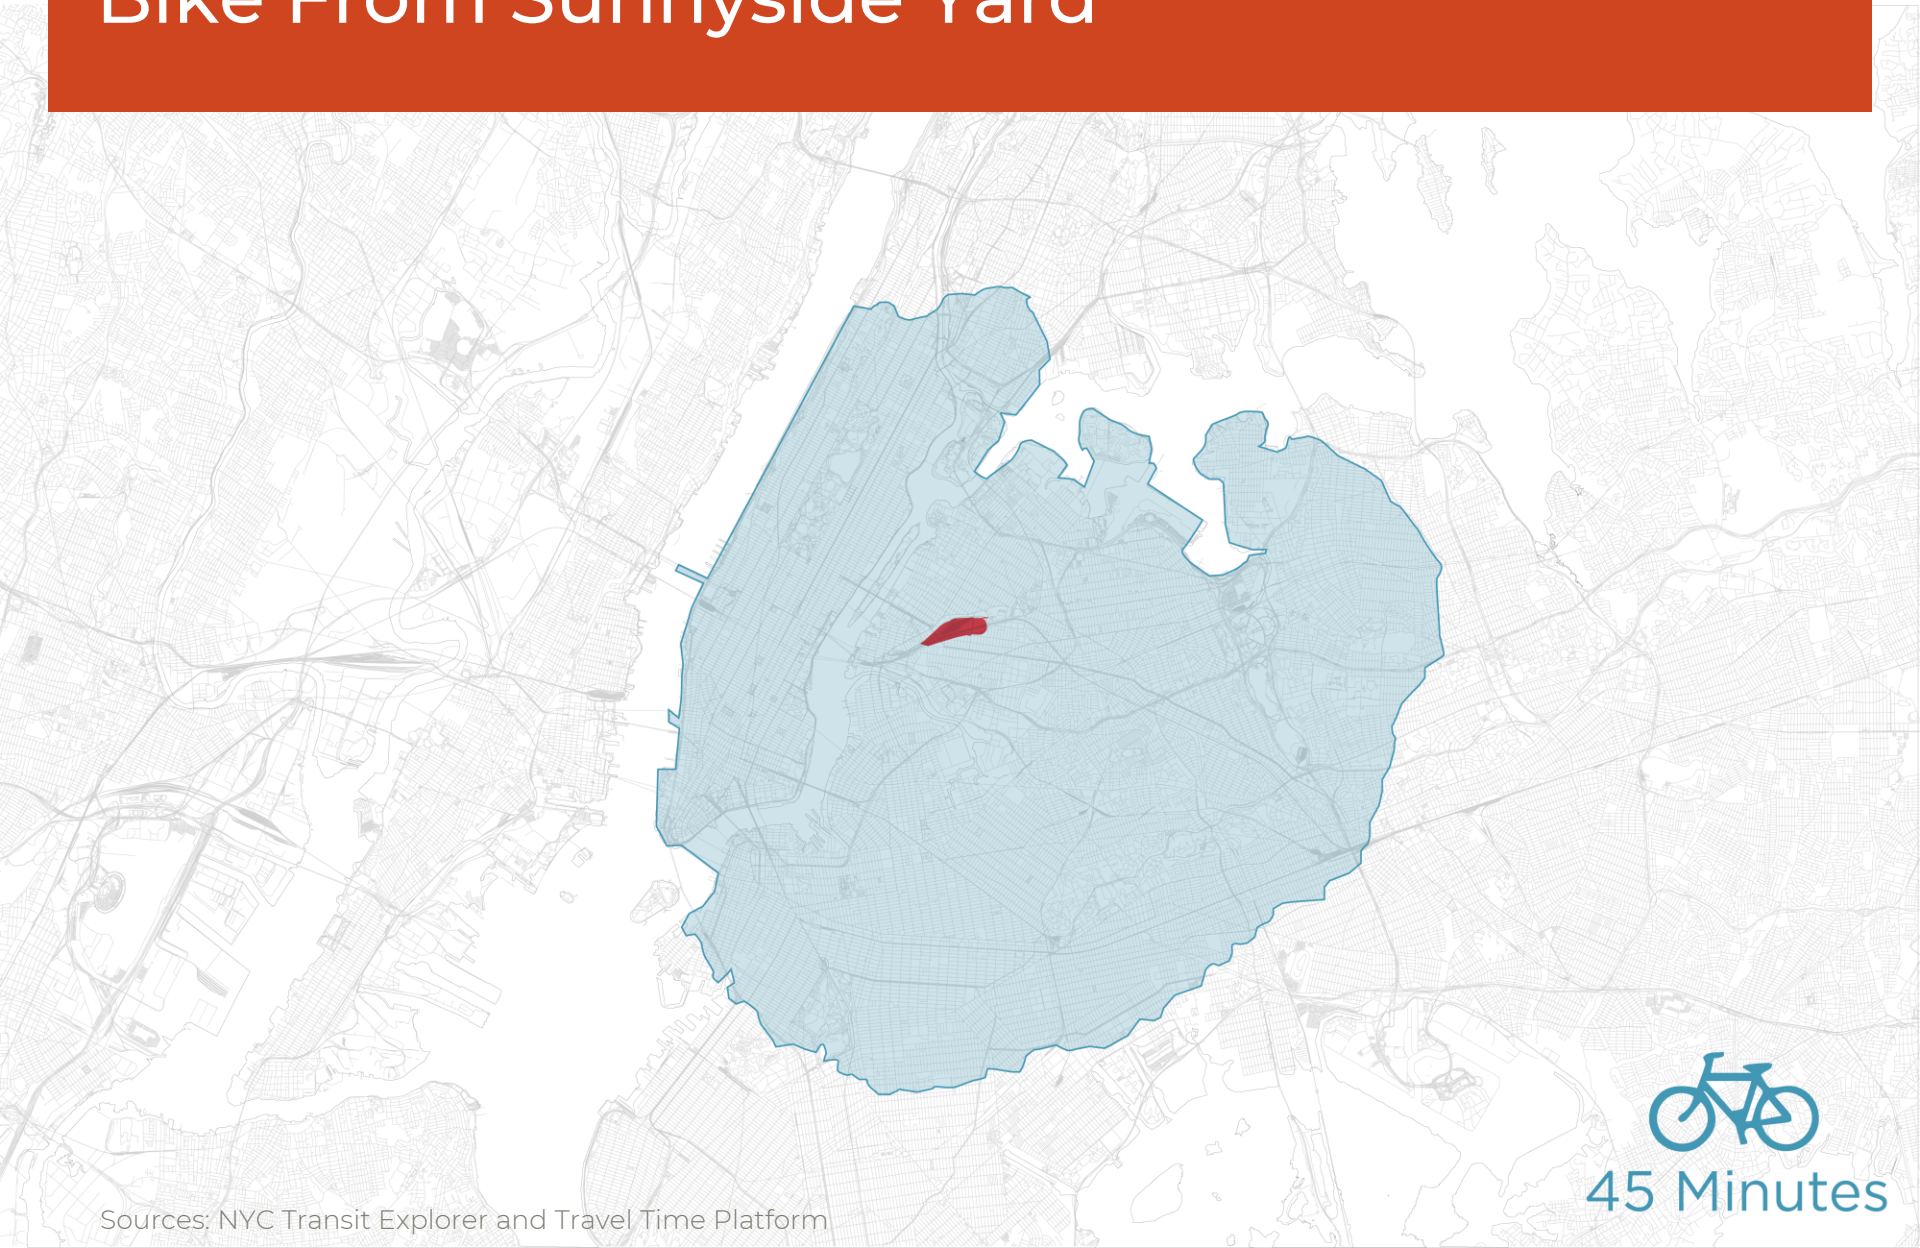 Bike From Sunnyside Yard
45 Minutes
Sources: NYC Transit Explorer and Travel Time Platform